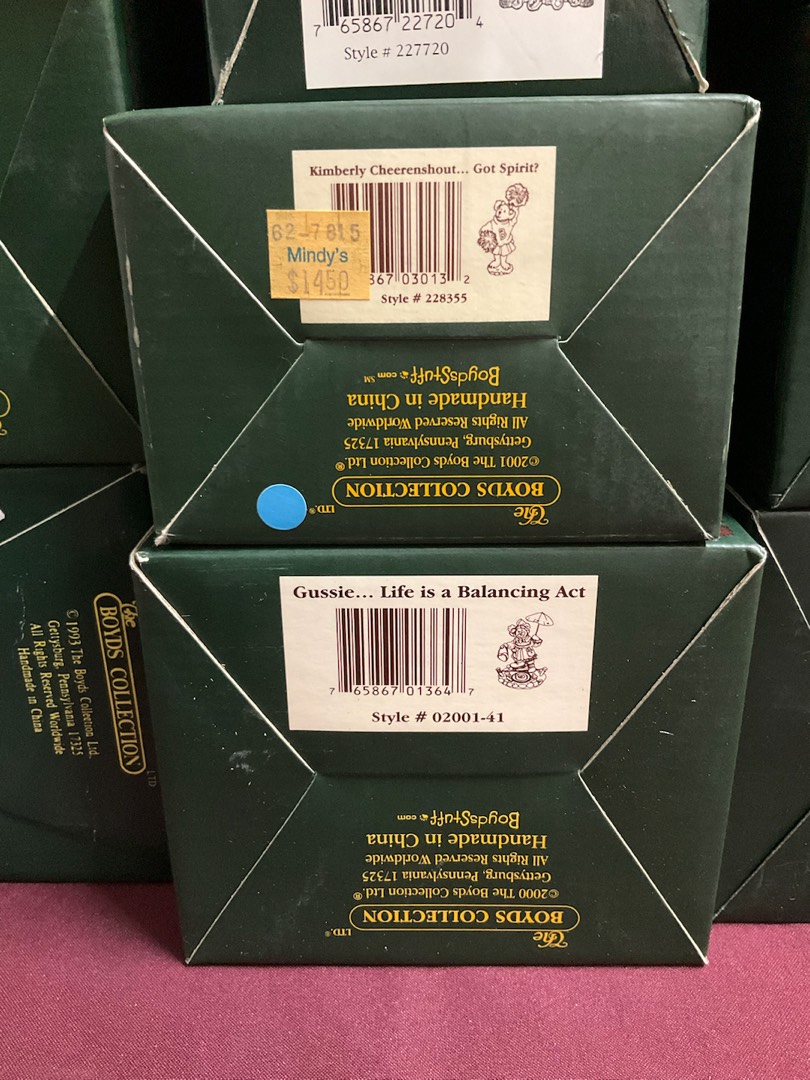 7 65867 22720 4
Style # 227720
Kimberly Cheerenshout... Got Spirit?
62-7815
Mindy's
$14.50
867 03013 2
Style # 228355
BoydsStuff.com SM
Handmade in China
All Rights Reserved Worldwide
Gettysburg, Pennsylvania 17325
©2001 The Boyds Collection Ltd.®
The
BOYDS COLLECTION
LTD.®
Gussie... Life is a Balancing Act
7 65867 01364 7
Style # 02001-41
BoydsStuff.com
Handmade in China
All Rights Reserved Worldwide
Gettysburg, Pennsylvania 17325
©2000 The Boyds Collection Ltd.®
The
BOYDS COLLECTION
LTD.®
The
BOYDS COLLECTION
LTD
© 1993 The Boyds Collection Ltd.
Gettysburg, Pennsylvania 17325
All Rights Reserved Worldwide
Handmade in China